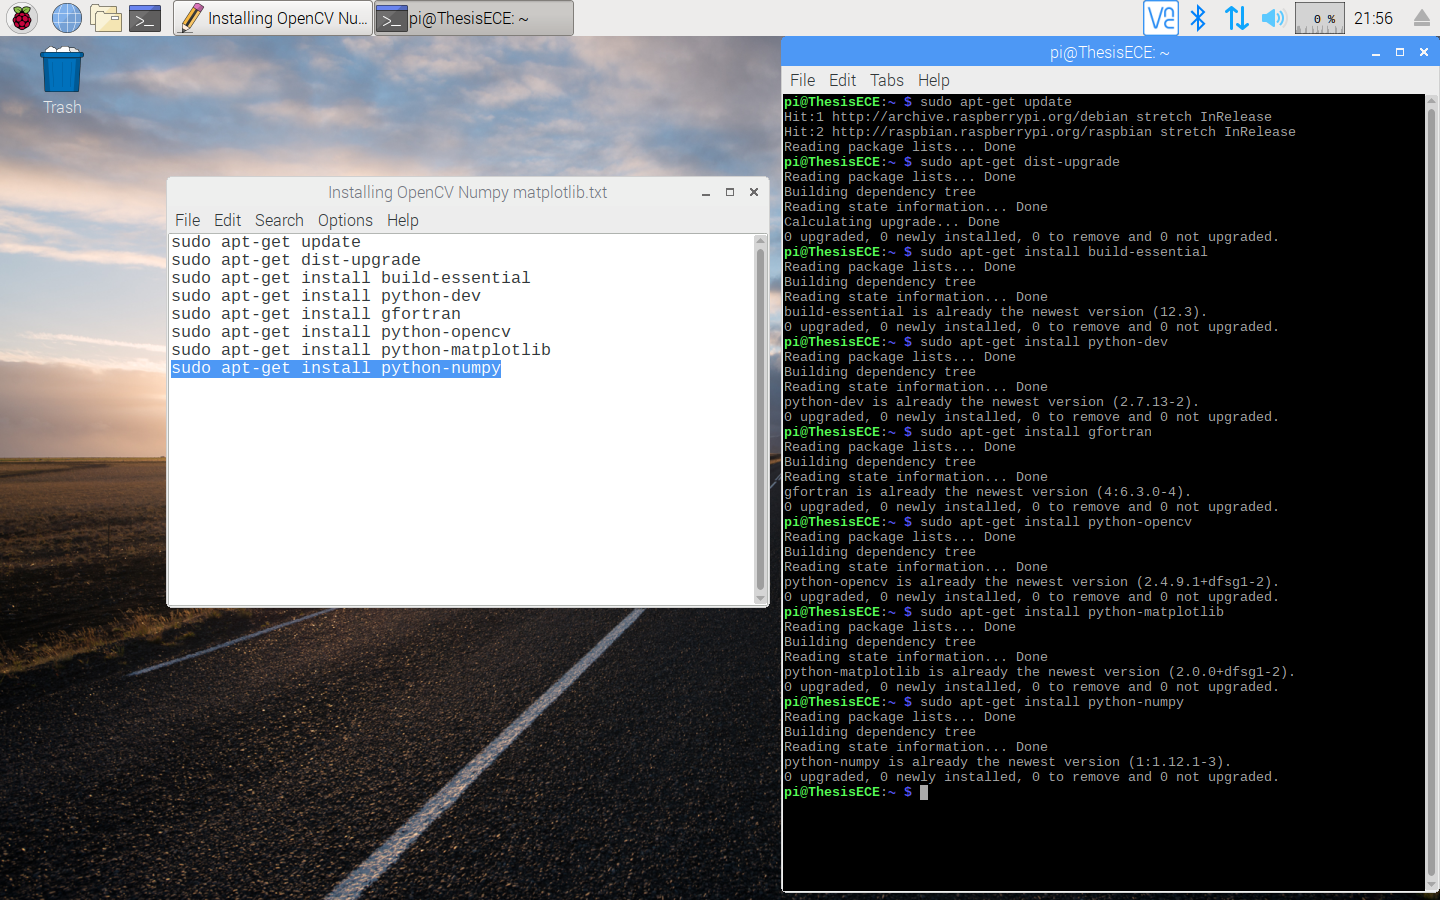 Installing OpenCV Nu...
pi@ThesisECE: ~
0 %
21:56
Trash
Installing OpenCV Numpy matplotlib.txt
File Edit Search Options Help
sudo apt-get update
sudo apt-get dist-upgrade
sudo apt-get install build-essential
sudo apt-get install python-dev
sudo apt-get install gfortran
sudo apt-get install python-opencv
sudo apt-get install python-matplotlib
sudo apt-get install python-numpy
pi@ThesisECE: ~
File Edit Tabs Help
pi@ThesisECE:~ $ sudo apt-get update
Hit:1 http://archive.raspberrypi.org/debian stretch InRelease
Hit:2 http://raspbian.raspberrypi.org/raspbian stretch InRelease
Reading package lists... Done
pi@ThesisECE:~ $ sudo apt-get dist-upgrade
Reading package lists... Done
Building dependency tree
Reading state information... Done
Calculating upgrade... Done
0 upgraded, 0 newly installed, 0 to remove and 0 not upgraded.
pi@ThesisECE:~ $ sudo apt-get install build-essential
Reading package lists... Done
Building dependency tree
Reading state information... Done
build-essential is already the newest version (12.3).
0 upgraded, 0 newly installed, 0 to remove and 0 not upgraded.
pi@ThesisECE:~ $ sudo apt-get install python-dev
Reading package lists... Done
Building dependency tree
Reading state information... Done
python-dev is already the newest version (2.7.13-2).
0 upgraded, 0 newly installed, 0 to remove and 0 not upgraded.
pi@ThesisECE:~ $ sudo apt-get install gfortran
Reading package lists... Done
Building dependency tree
Reading state information... Done
gfortran is already the newest version (4:6.3.0-4).
0 upgraded, 0 newly installed, 0 to remove and 0 not upgraded.
pi@ThesisECE:~ $ sudo apt-get install python-opencv
Reading package lists... Done
Building dependency tree
Reading state information... Done
python-opencv is already the newest version (2.4.9.1+dfsg1-2).
0 upgraded, 0 newly installed, 0 to remove and 0 not upgraded.
pi@ThesisECE:~ $ sudo apt-get install python-matplotlib
Reading package lists... Done
Building dependency tree
Reading state information... Done
python-matplotlib is already the newest version (2.0.0+dfsg1-2).
0 upgraded, 0 newly installed, 0 to remove and 0 not upgraded.
pi@ThesisECE:~ $ sudo apt-get install python-numpy
Reading package lists... Done
Building dependency tree
Reading state information... Done
python-numpy is already the newest version (1:1.12.1-3).
0 upgraded, 0 newly installed, 0 to remove and 0 not upgraded.
pi@ThesisECE:~ $